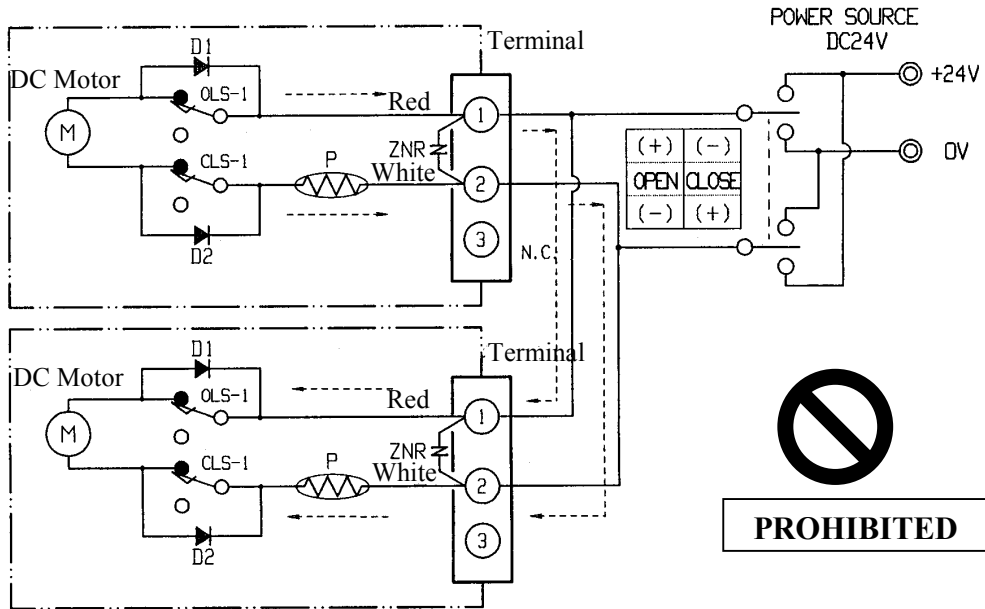 POWER SOURCE
DC24V
+24V
0V
Terminal
DC Motor
D1
OLS-1
Red
1
M
CLS-1
P
ZNR
White
2
D2
3
N.C.
(+) (-)
OPEN CLOSE
(-) (+)
Terminal
DC Motor
D1
OLS-1
Red
1
M
CLS-1
P
ZNR
White
2
D2
3
PROHIBITED